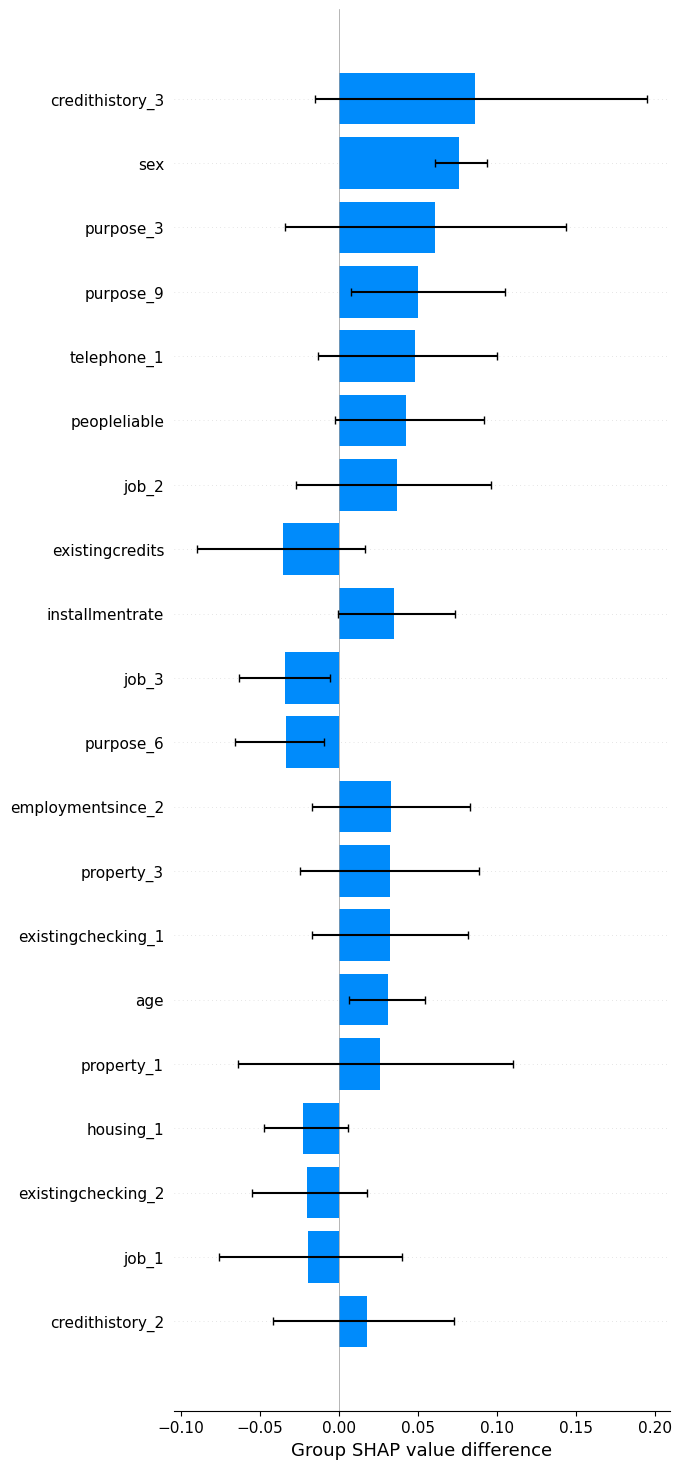 credithistory_3
sex
purpose_3
purpose_9
telephone_1
peopleliable
job_2
existingcredits
installmentrate
job_3
purpose_6
employmentsince_2
property_3
existingchecking_1
age
property_1
housing_1
existingchecking_2
job_1
credithistory_2
−0.10 −0.05 0.00 0.05 0.10 0.15 0.20
Group SHAP value difference